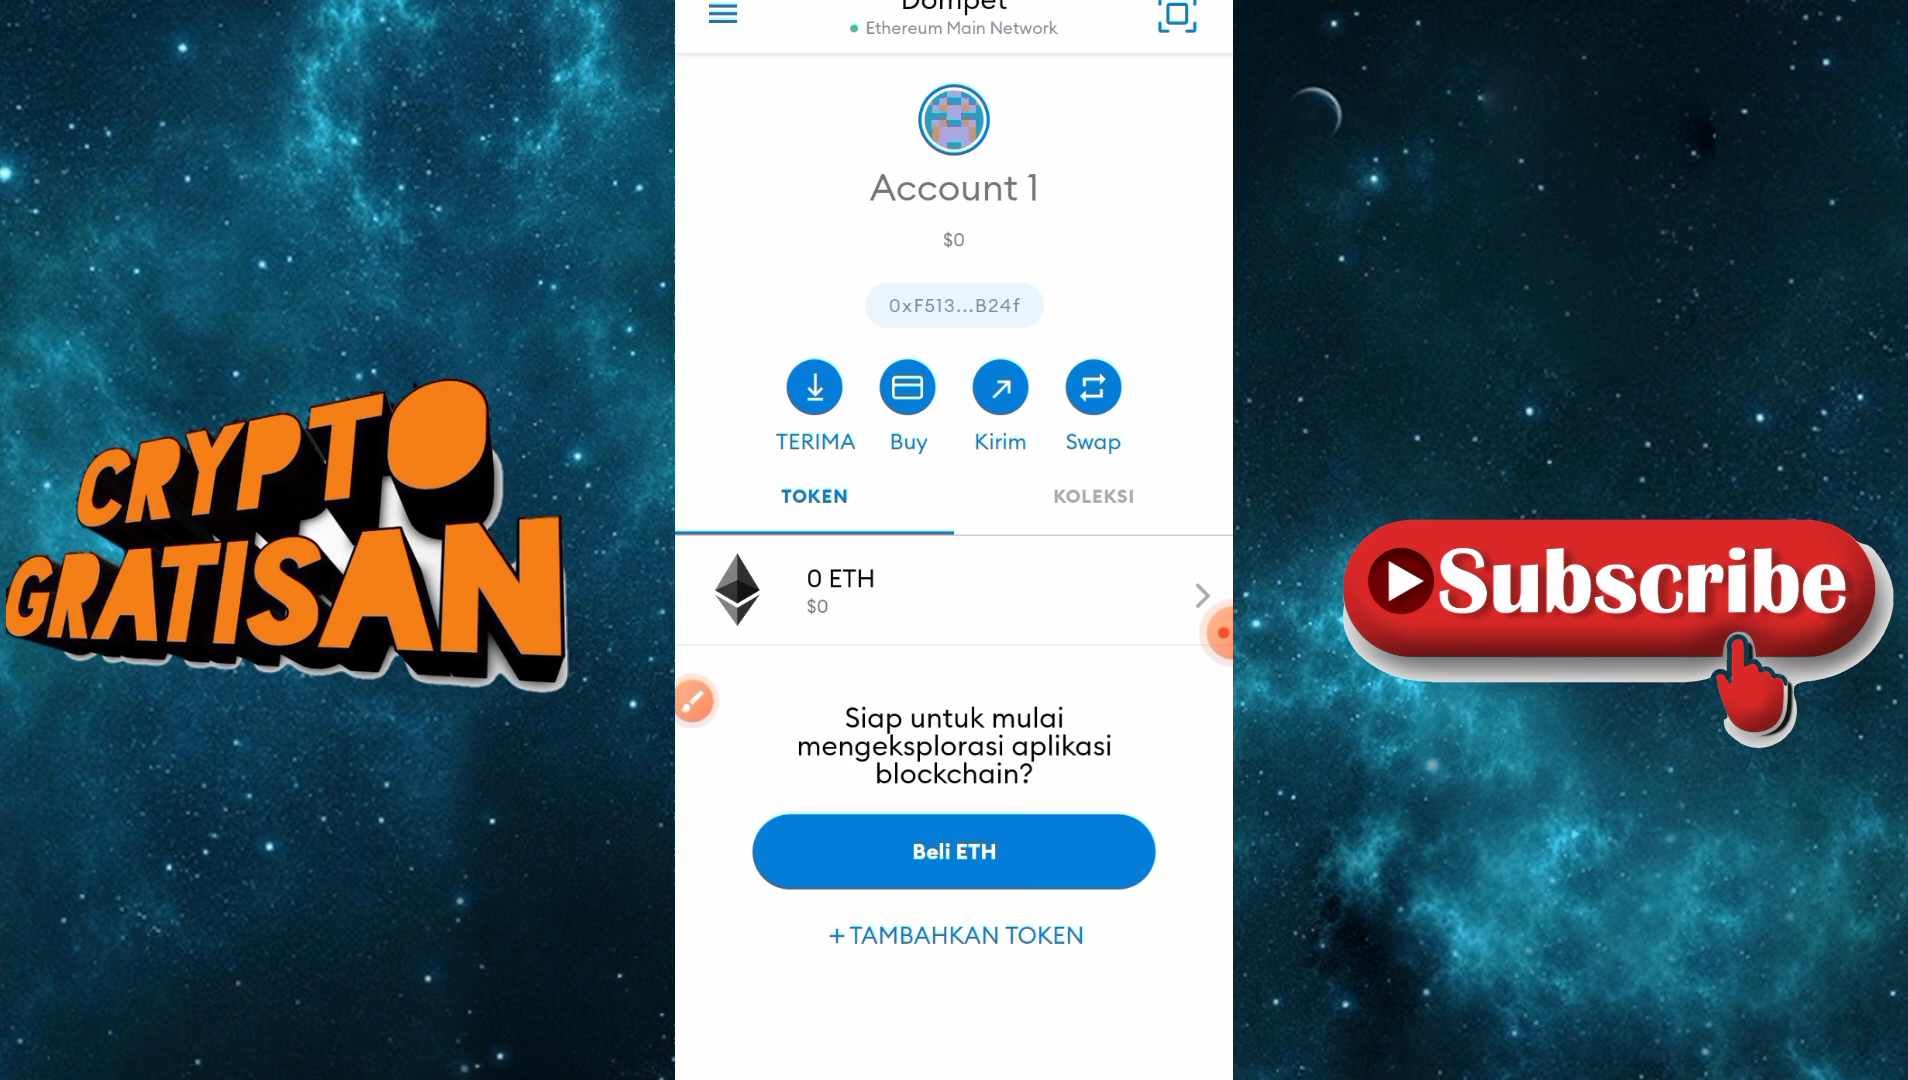 Dompet
Ethereum Main Network
Account 1
$0
0xF513...B24f
TERIMA
Buy
Kirim
Swap
TOKEN
KOLEKSI
0 ETH
$0
Siap untuk mulai
mengeksplorasi aplikasi
blockchain?
Beli ETH
+ TAMBAHKAN TOKEN
CRYPTO
GRATISAN
Subscribe